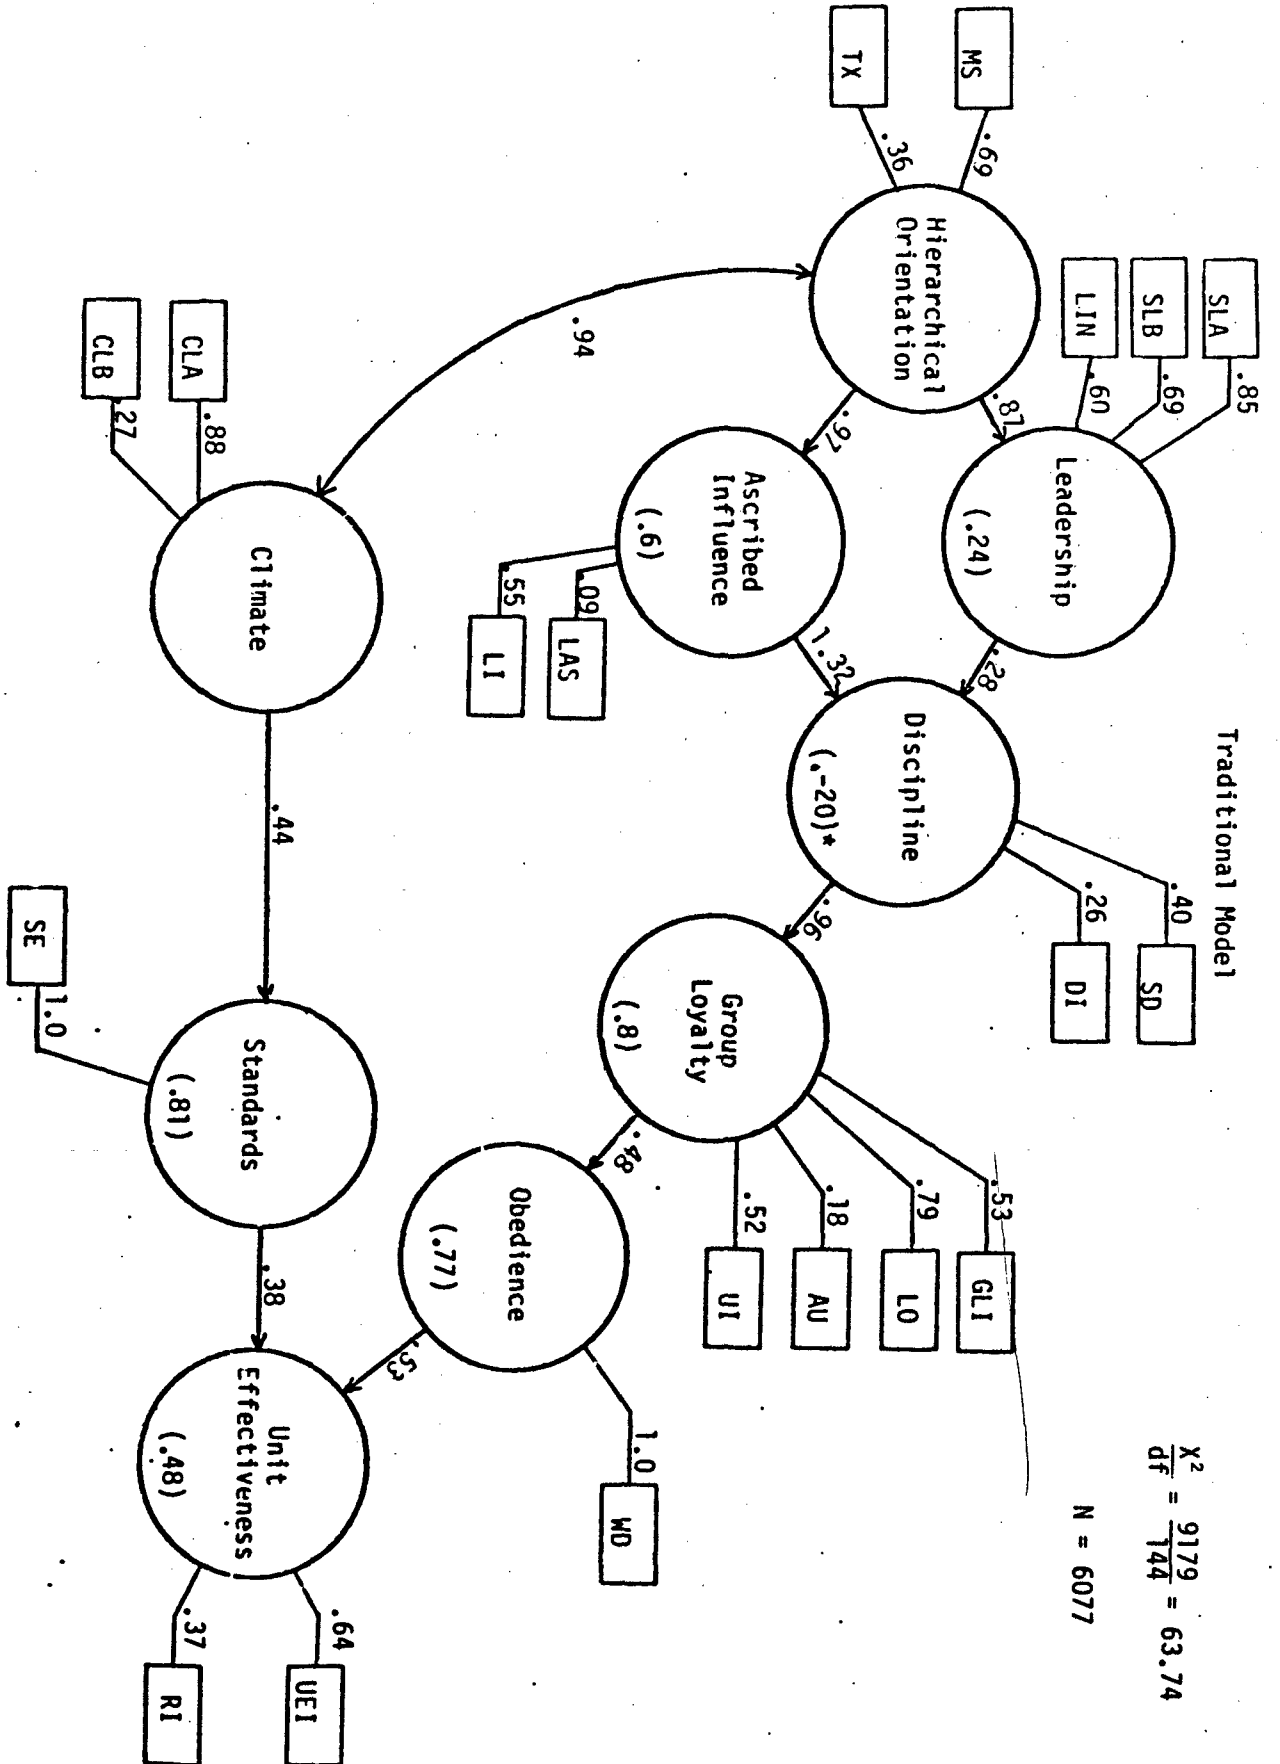 Traditional Model
X²
df
= 9179
144
= 63.74
N = 6077
MS
.69
TX
.36
Hierarchical
Orientation
SLA
.85
SLB
.69
LIN
.60
.87
Leadership
(.24)
.97
Ascribed
Influence
(.6)
LAS
.09
LI
.55
.28
1.32
Discipline
(.-20)*
.40
SD
.26
DI
.96
Group
Loyalty
(.8)
.53
GLI
.79
LO
.18
AU
.52
UI
.48
Obedience
(.77)
1.0
WD
.53
.94
CLA
.88
CLB
.27
Climate
.44
Standards
(.81)
SE
1.0
.38
Unit
Effectiveness
(.48)
.64
UEI
.37
RI